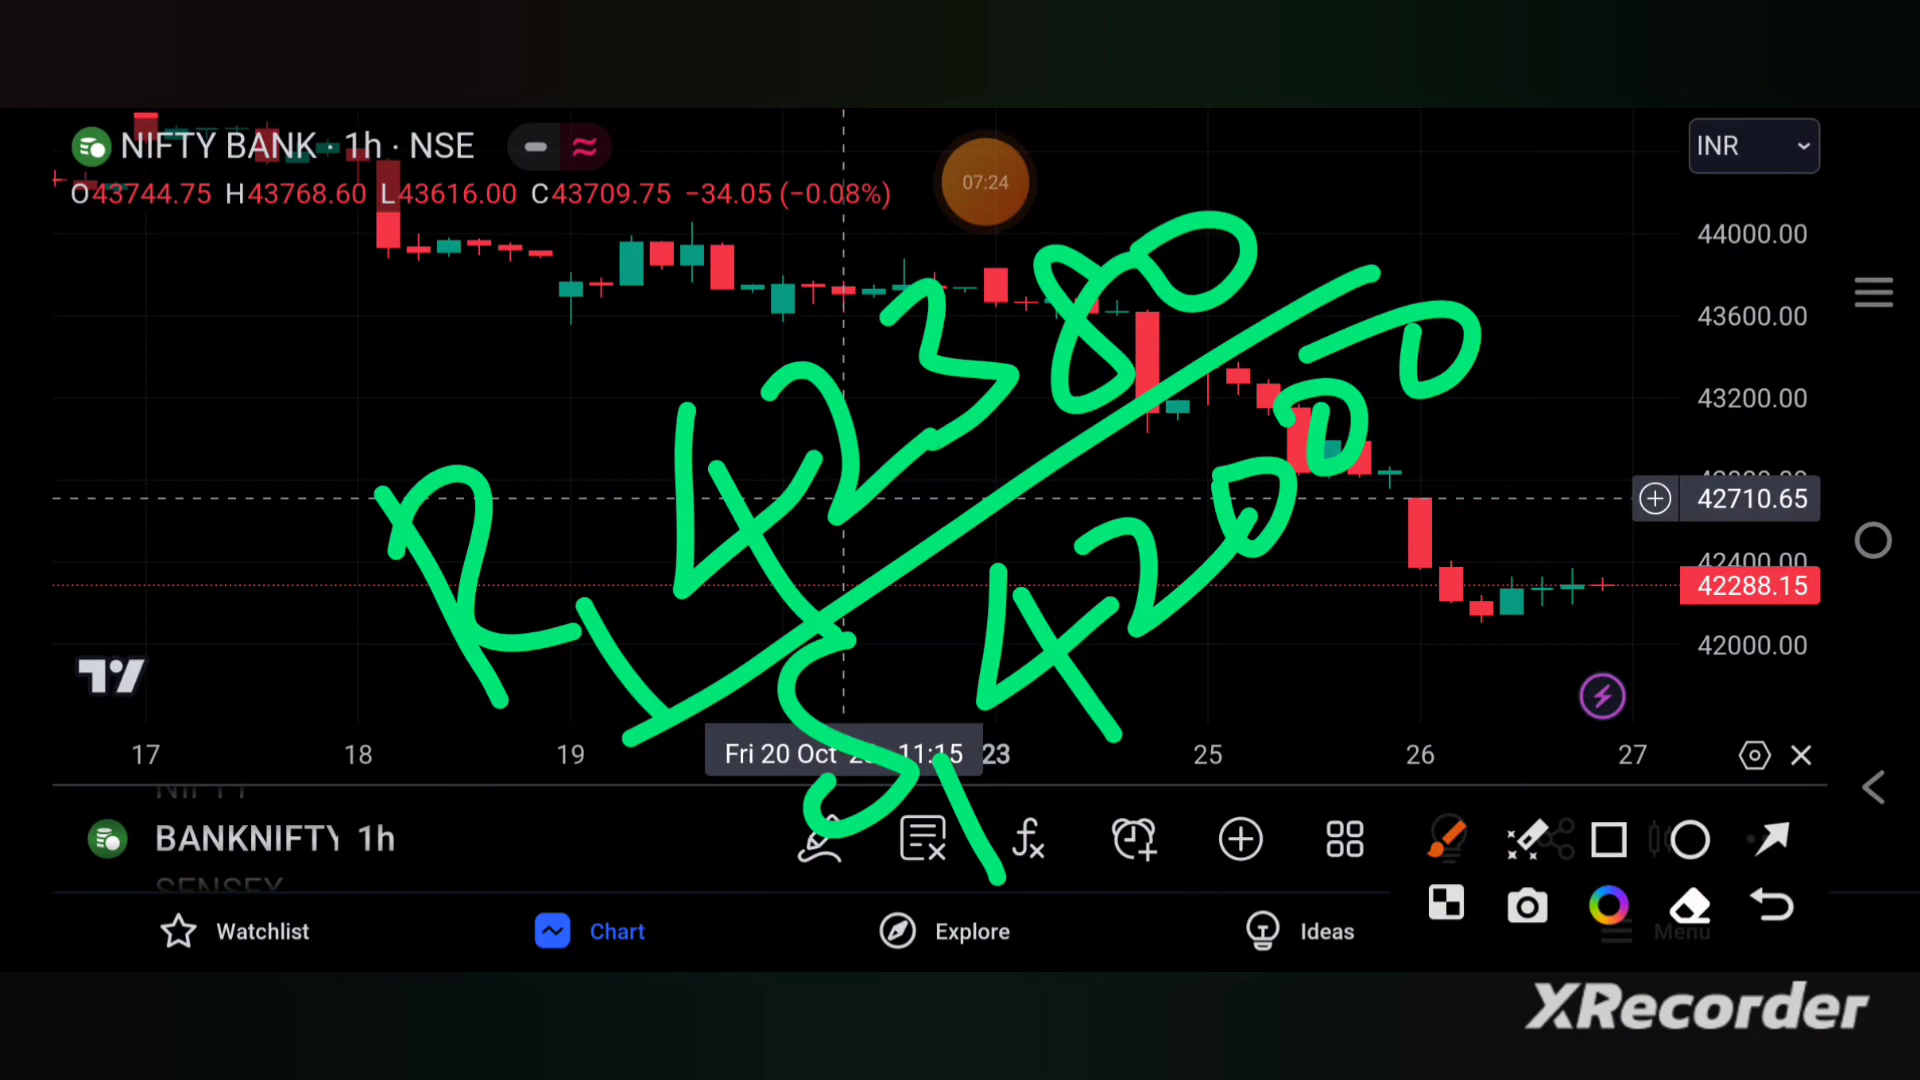 NIFTY BANK · 1h · NSE
O43744.75 H43768.60 L43616.00 C43709.75 −34.05 (−0.08%)
07:24
INR
44000.00
43600.00
43200.00
42710.65
42400.00
42288.15
42000.00
R1 42380
S1 42000
17 18 19 Fri 20 Oct 11:15 23 25 26 27
NIFTY
BANKNIFTY 1h
SENSEX
Watchlist Chart Explore Ideas Menu
XRecorder